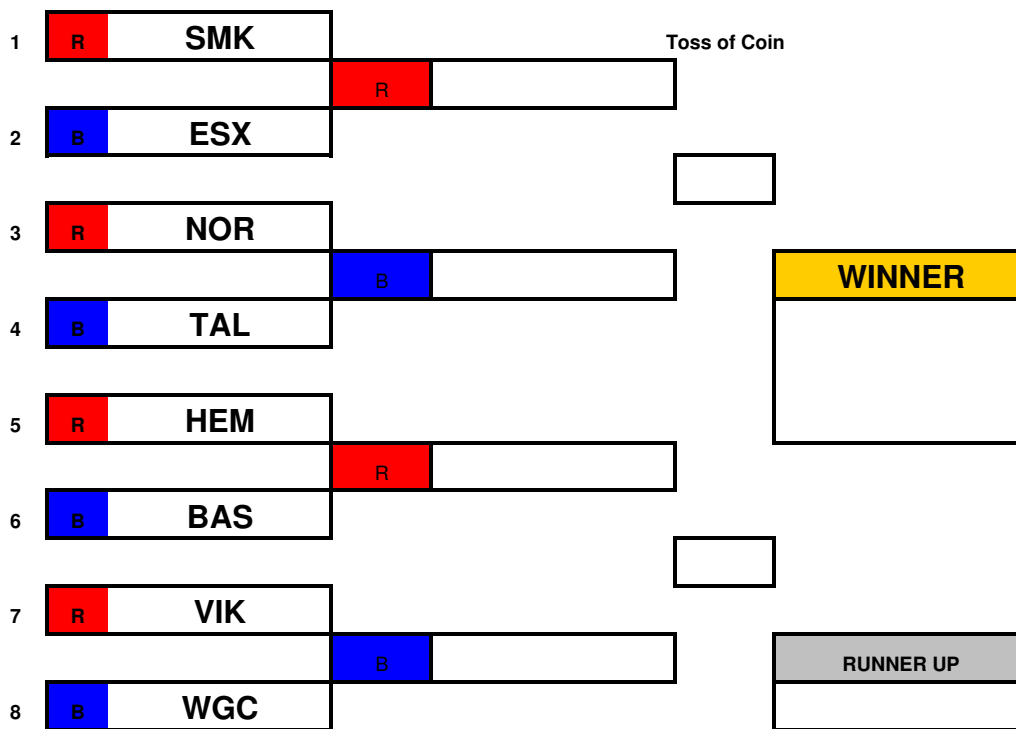 1 R SMK Toss of Coin
R
2 B ESX
3 R NOR
B WINNER
4 B TAL
5 R HEM
R
6 B BAS
7 R VIK
B RUNNER UP
8 B WGC